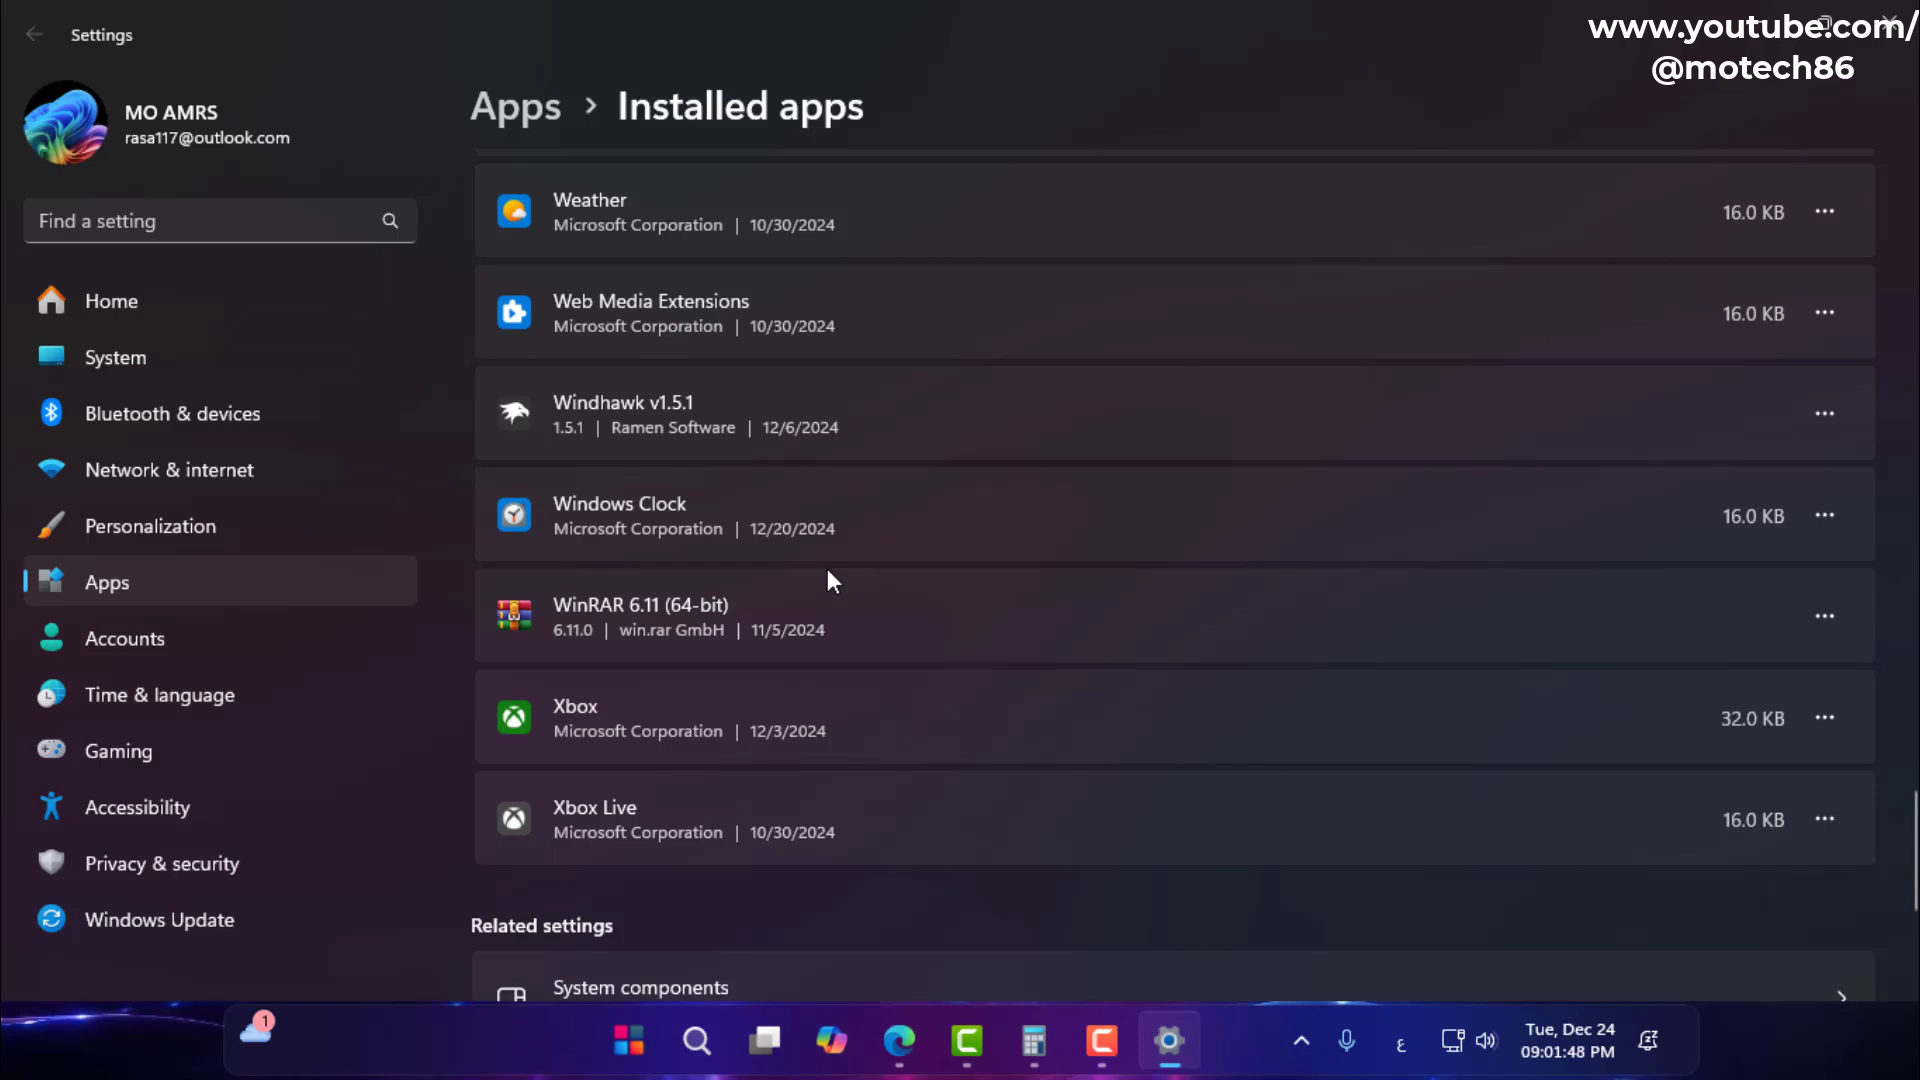 Settings
www.youtube.com/
@motech86
MO AMRS
rasa117@outlook.com
Find a setting
Home
System
Bluetooth & devices
Network & internet
Personalization
Apps
Accounts
Time & language
Gaming
Accessibility
Privacy & security
Windows Update
Apps > Installed apps
Weather
Microsoft Corporation | 10/30/2024
16.0 KB
Web Media Extensions
Microsoft Corporation | 10/30/2024
16.0 KB
Windhawk v1.5.1
1.5.1 | Ramen Software | 12/6/2024
Windows Clock
Microsoft Corporation | 12/20/2024
16.0 KB
WinRAR 6.11 (64-bit)
6.11.0 | win.rar GmbH | 11/5/2024
Xbox
Microsoft Corporation | 12/3/2024
32.0 KB
Xbox Live
Microsoft Corporation | 10/30/2024
16.0 KB
Related settings
System components
1
ع
Tue, Dec 24
09:01:48 PM